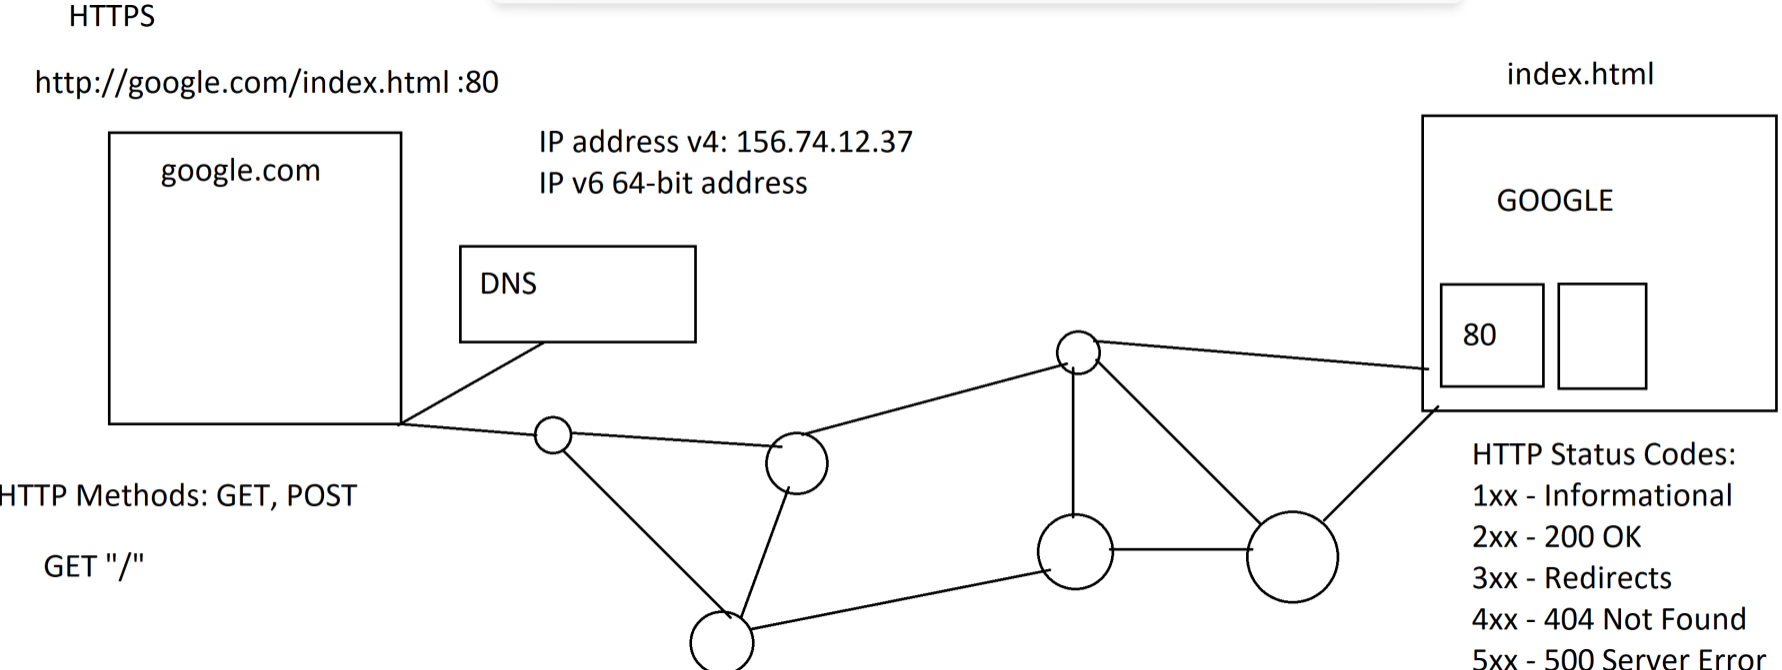 HTTPS
http://google.com/index.html :80
google.com
IP address v4: 156.74.12.37
IP v6 64-bit address
DNS
HTTP Methods: GET, POST
GET "/"
index.html
GOOGLE
80
HTTP Status Codes:
1xx - Informational
2xx - 200 OK
3xx - Redirects
4xx - 404 Not Found
5xx - 500 Server Error